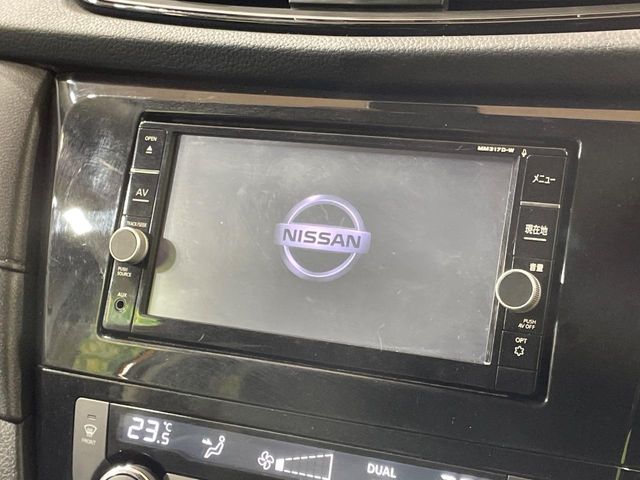 OPEN
MM317D-W
AV
メニュー
TRACK/SEEK
現在地
NISSAN
PUSH
SOURCE
音量
AUX
PUSH
AV OFF
OPT
FRONT
23.5°C
DUAL